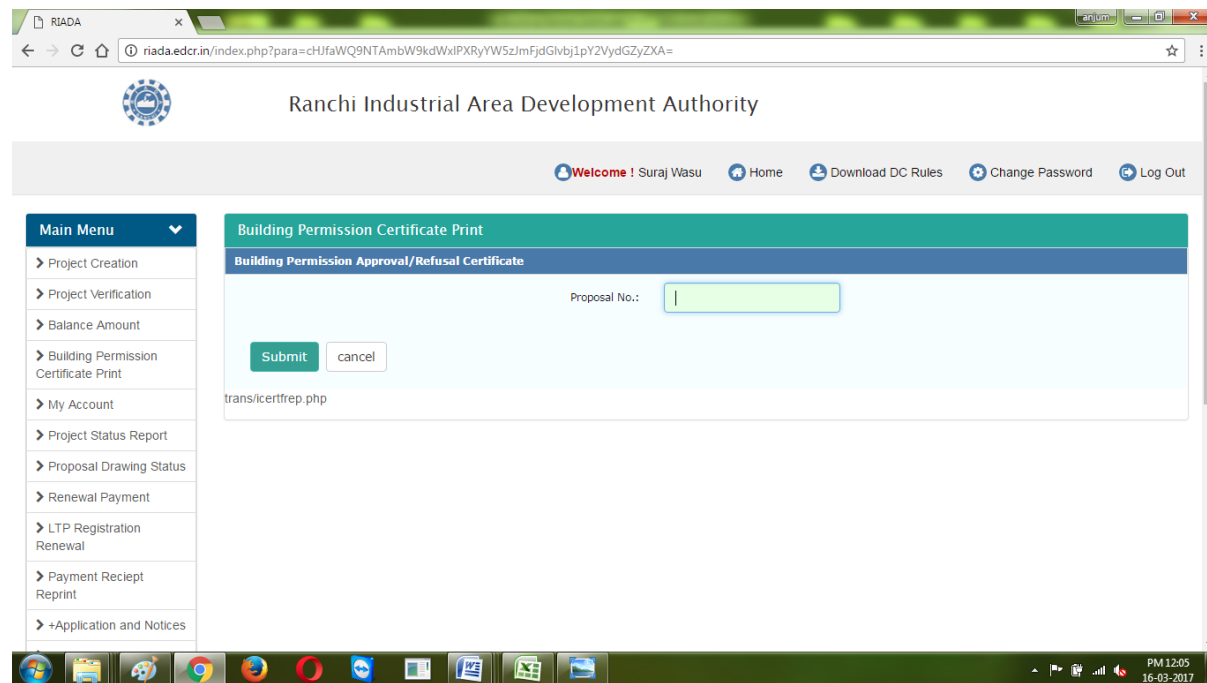 RIADA
anjum
riada.edcr.in/index.php?para=cHJfaWQ9NTAmbW9kdWxlPXRyYW5zJmFjdGlvbj1pY2VydGZyZXA=
Ranchi Industrial Area Development Authority
Welcome ! Suraj Wasu Home Download DC Rules Change Password Log Out
Main Menu
Project Creation
Project Verification
Balance Amount
Building Permission
Certificate Print
My Account
Project Status Report
Proposal Drawing Status
Renewal Payment
LTP Registration
Renewal
Payment Reciept
Reprint
+Application and Notices
Building Permission Certificate Print
Building Permission Approval/Refusal Certificate
Proposal No.:
Submit cancel
trans/icertfrep.php
PM 12:05
16-03-2017